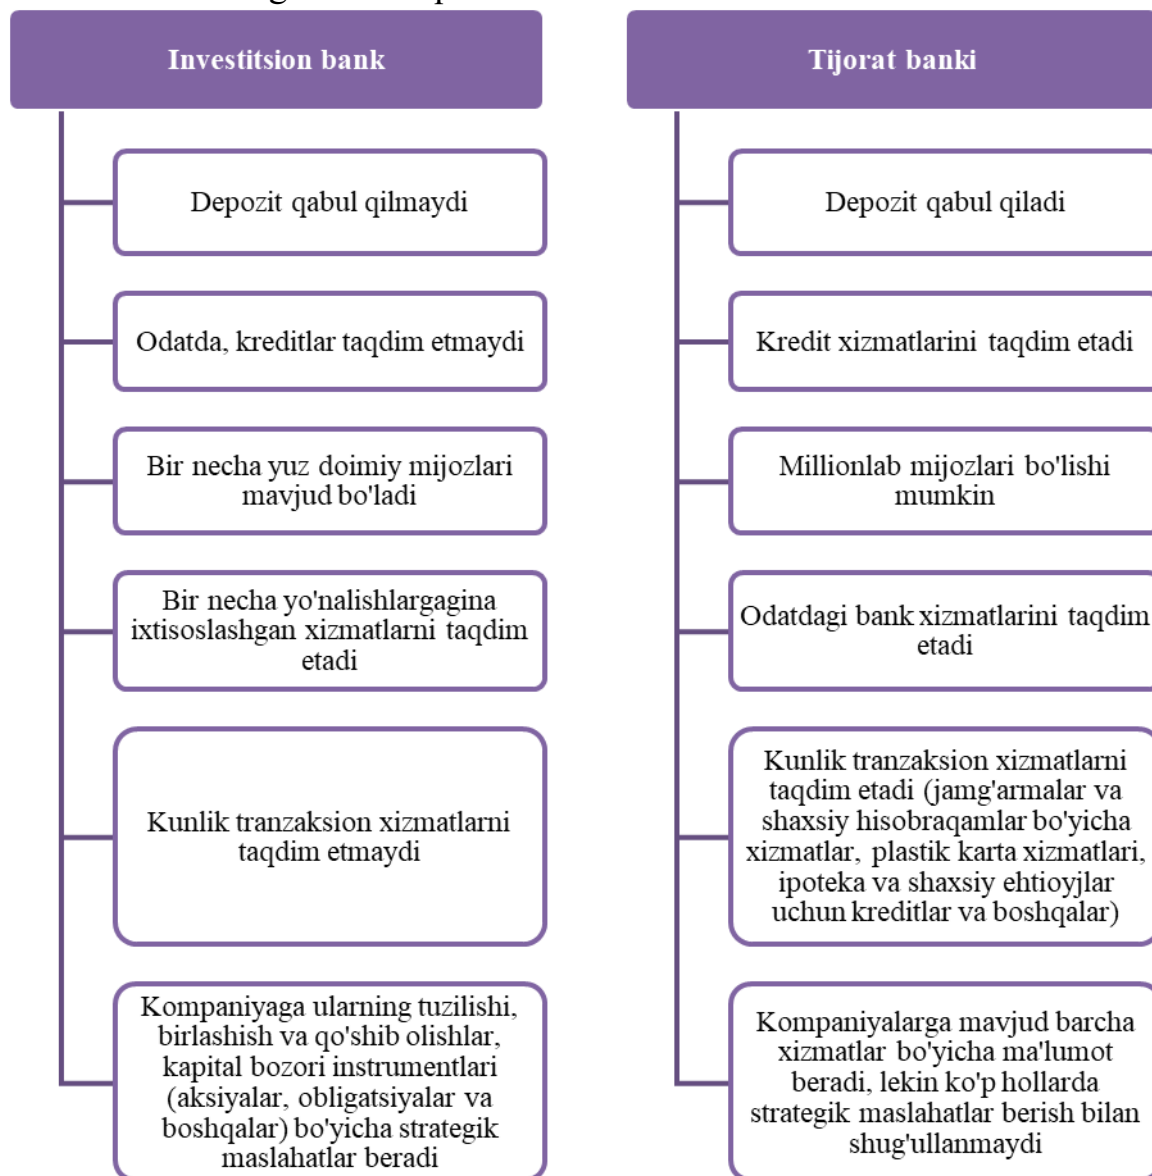 Investitsion bank
Depozit qabul qilmaydi
Odatda, kreditlar taqdim etmaydi
Bir necha yuz doimiy mijozlari
mavjud bo'ladi
Bir necha yo'nalishlargagina
ixtisoslashgan xizmatlarni taqdim
etadi
Kunlik tranzaksion xizmatlarni
taqdim etmaydi
Kompaniyaga ularning tuzilishi,
birlashish va qo'shib olishlar,
kapital bozori instrumentlari
(aksiyalar, obligatsiyalar va
boshqalar) bo'yicha strategik
maslahatlar beradi
Tijorat banki
Depozit qabul qiladi
Kredit xizmatlarini taqdim etadi
Millionlab mijozlari bo'lishi
mumkin
Odatdagi bank xizmatlarini taqdim
etadi
Kunlik tranzaksion xizmatlarni
taqdim etadi (jamg'armalar va
shaxsiy hisobraqamlar bo'yicha
xizmatlar, plastik karta xizmatlari,
ipoteka va shaxsiy ehtioyjlar
uchun kreditlar va boshqalar)
Kompaniyalarga mavjud barcha
xizmatlar bo'yicha ma'lumot
beradi, lekin ko'p hollarda
strategik maslahatlar berish bilan
shug'ullanmaydi